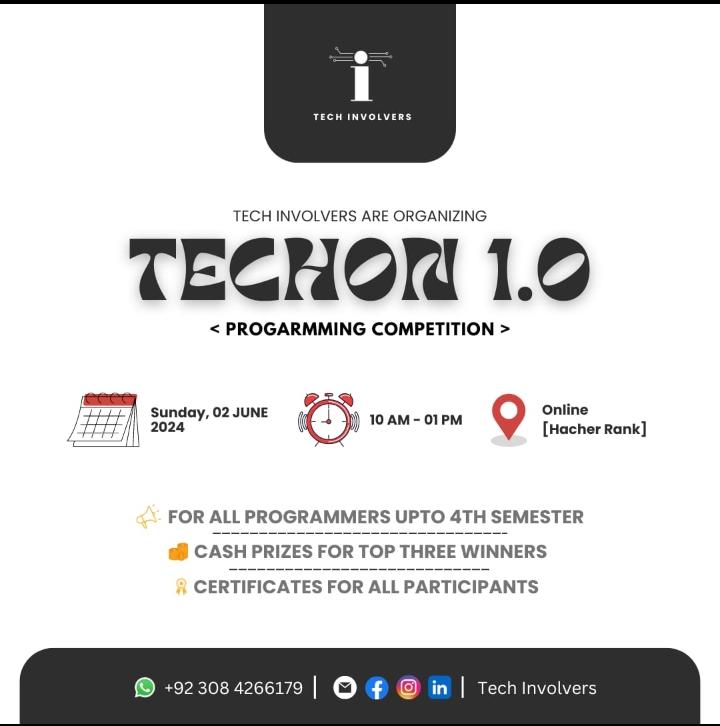 TECH INVOLVERS
TECH INVOLVERS ARE ORGANIZING
TECHON 1.0
< PROGARMMING COMPETITION >
Sunday, 02 JUNE
2024
10 AM - 01 PM
Online
[Hacher Rank]
FOR ALL PROGRAMMERS UPTO 4TH SEMESTER
CASH PRIZES FOR TOP THREE WINNERS
CERTIFICATES FOR ALL PARTICIPANTS
+92 308 4266179 | | Tech Involvers